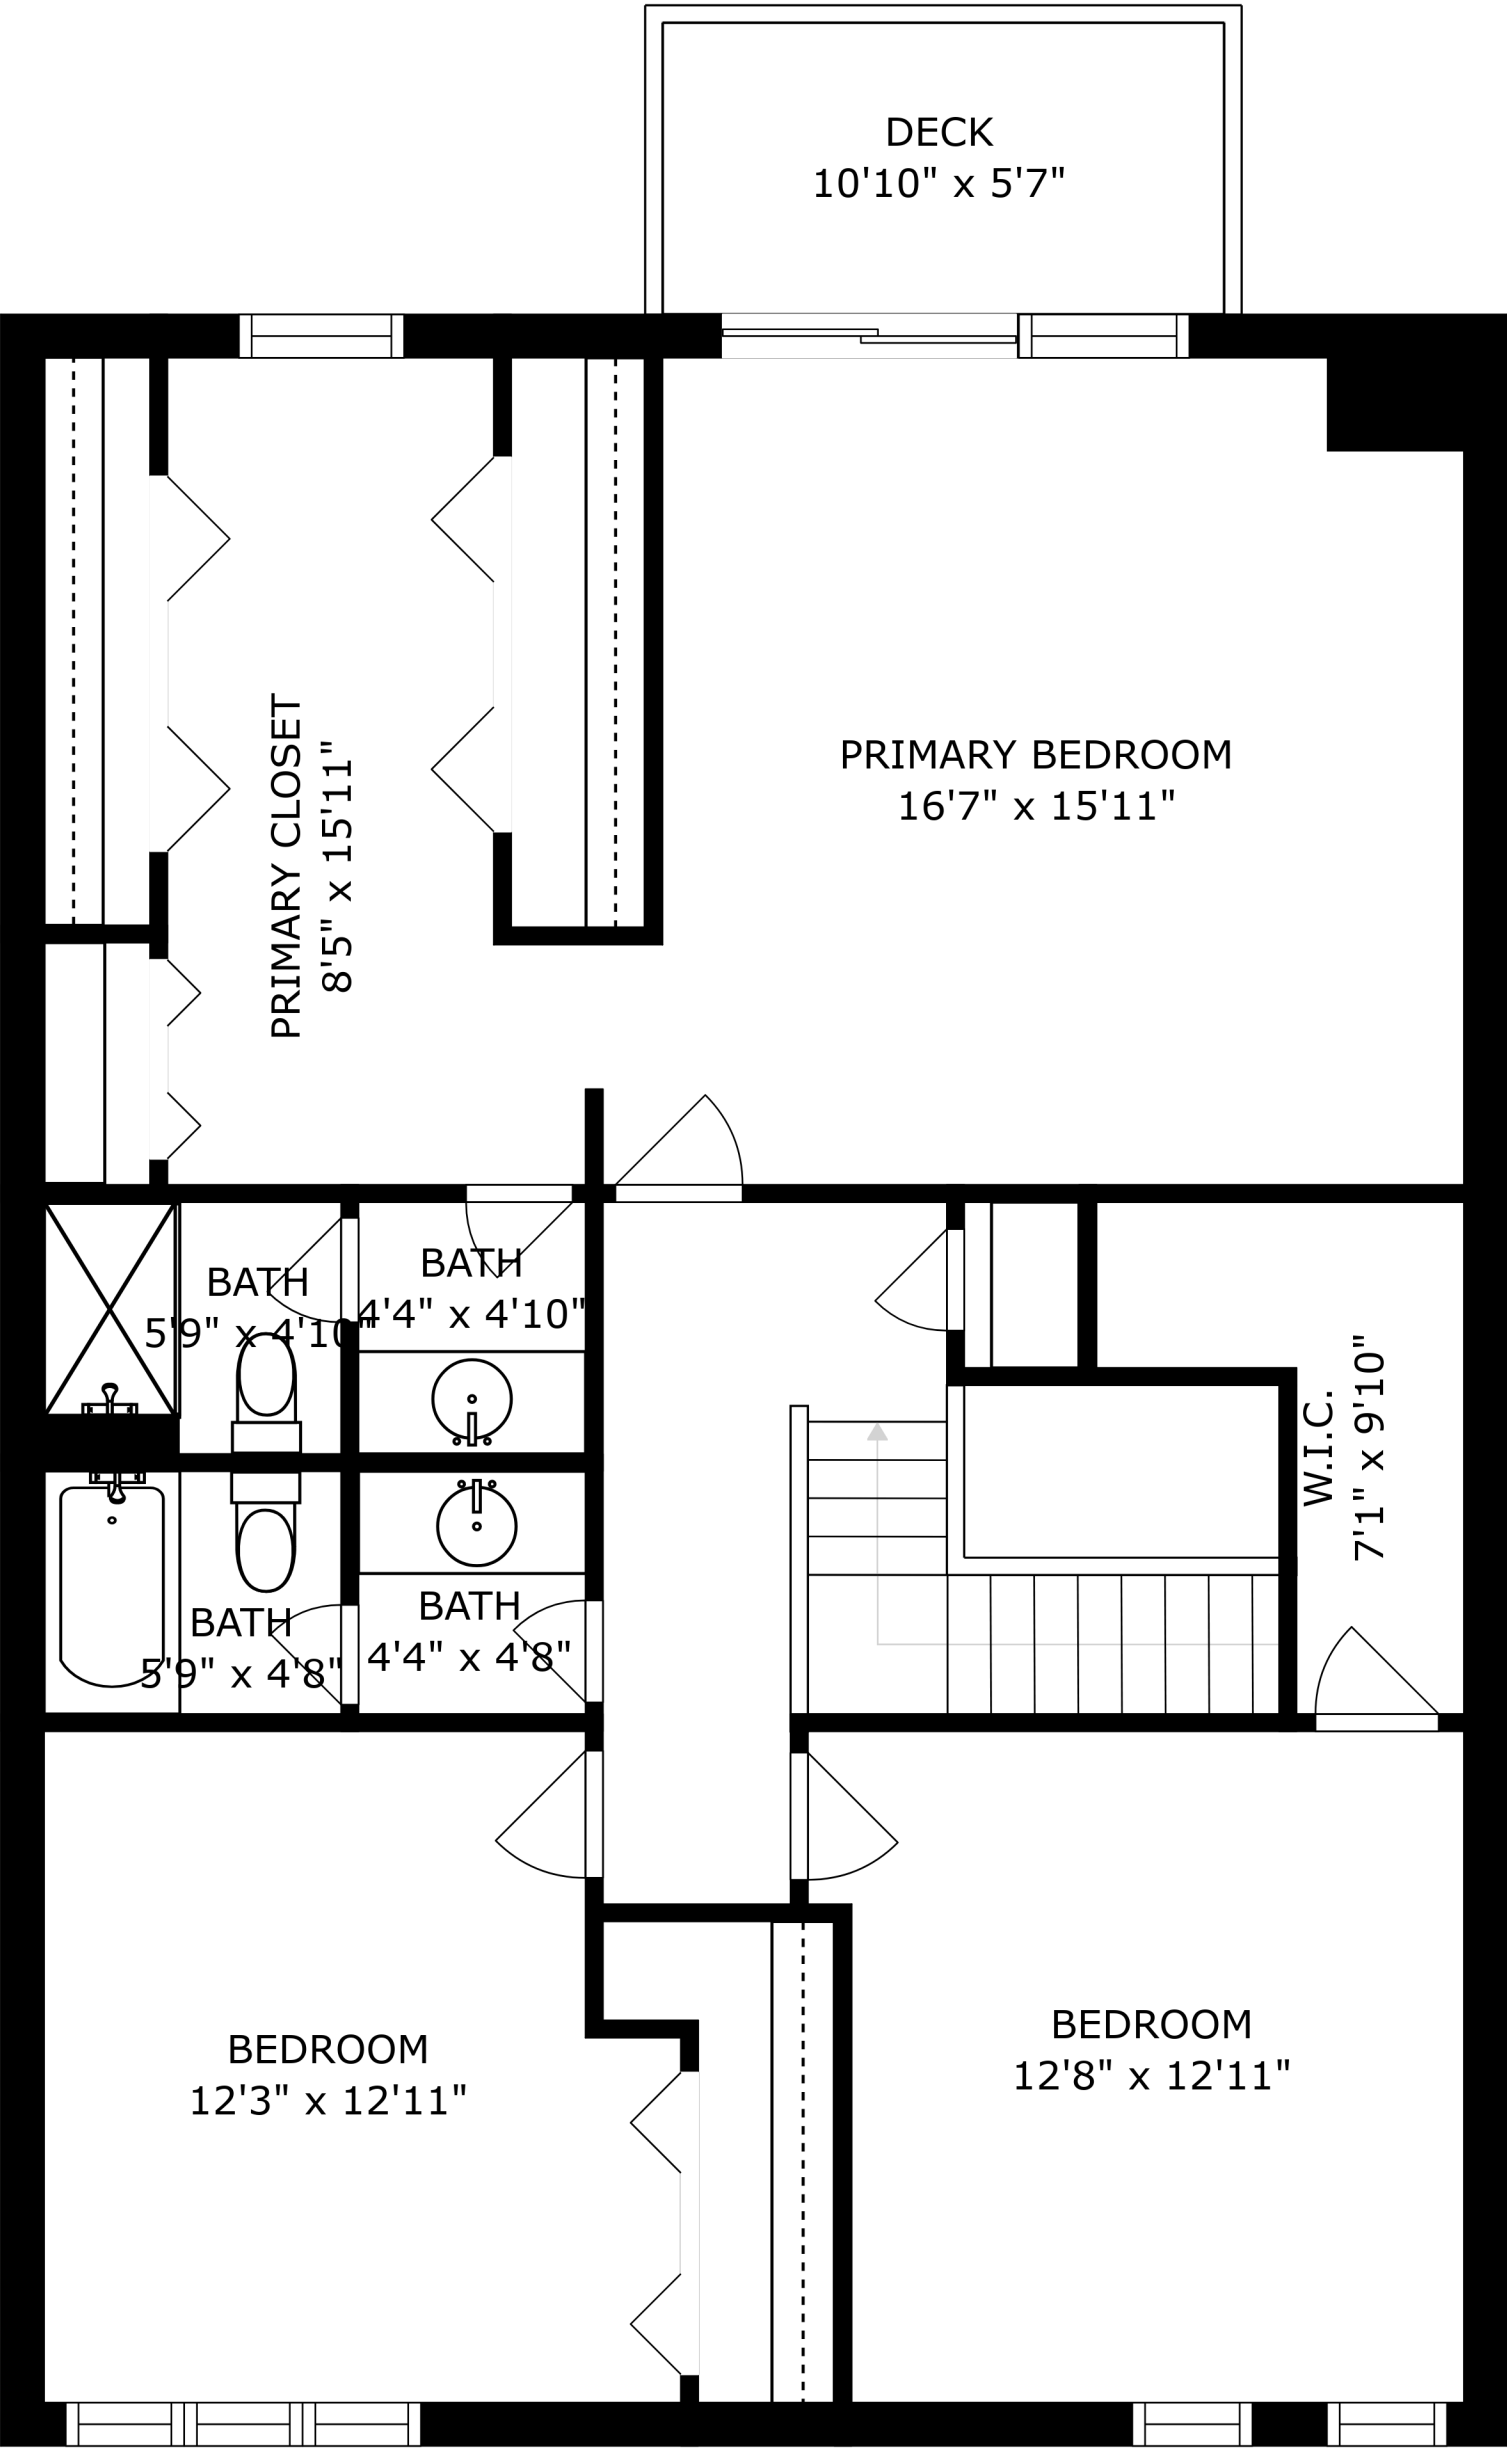 DECK
10'10" x 5'7"
PRIMARY BEDROOM
16'7" x 15'11"
PRIMARY CLOSET
8'5" x 15'11"
BATH
5'9" x 4'10"
BATH
4'4" x 4'10"
W.I.C.
7'1" x 9'10"
BATH
5'9" x 4'8"
BATH
4'4" x 4'8"
BEDROOM
12'3" x 12'11"
BEDROOM
12'8" x 12'11"